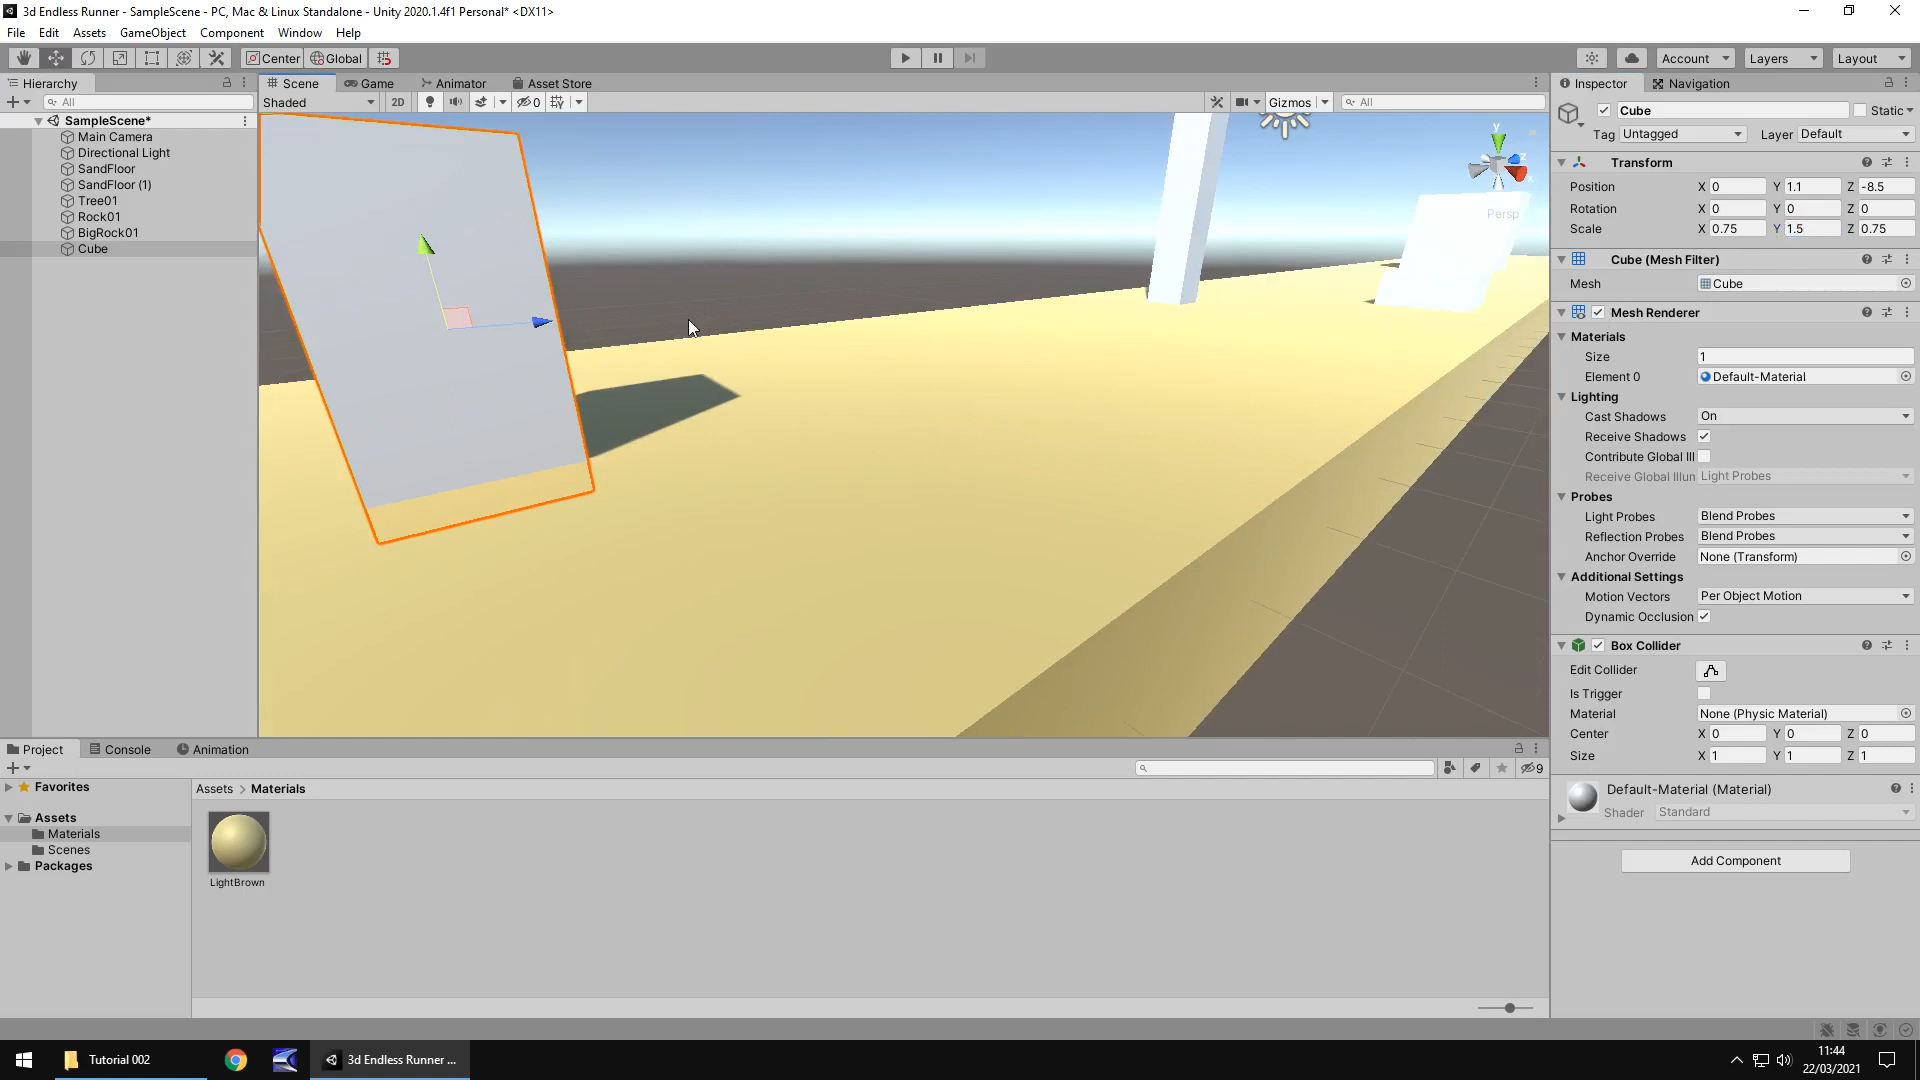 3d Endless Runner - SampleScene - PC, Mac & Linux Standalone - Unity 2020.1.4f1 Personal* <DX11>
File Edit Assets GameObject Component Window Help
Center Global Account Layers Layout
Hierarchy
All
SampleScene*
Main Camera
Directional Light
SandFloor
SandFloor (1)
Tree01
Rock01
BigRock01
Cube
Scene Game Animator Asset Store
Shaded 2D 0 Gizmos All
y
z
x
Persp
Inspector Navigation
Cube Static
Tag Untagged Layer Default
Transform
Position X 0 Y 1.1 Z -8.5
Rotation X 0 Y 0 Z 0
Scale X 0.75 Y 1.5 Z 0.75
Cube (Mesh Filter)
Mesh Cube
Mesh Renderer
Materials
Size 1
Element 0 Default-Material
Lighting
Cast Shadows On
Receive Shadows
Contribute Global Ill
Receive Global Illun Light Probes
Probes
Light Probes Blend Probes
Reflection Probes Blend Probes
Anchor Override None (Transform)
Additional Settings
Motion Vectors Per Object Motion
Dynamic Occlusion
Box Collider
Edit Collider
Is Trigger
Material None (Physic Material)
Center X 0 Y 0 Z 0
Size X 1 Y 1 Z 1
Default-Material (Material)
Shader Standard
Add Component
Project Console Animation
9
Favorites
Assets
Materials
Scenes
Packages
Assets > Materials
LightBrown
Tutorial 002
3d Endless Runner ...
11:44
22/03/2021